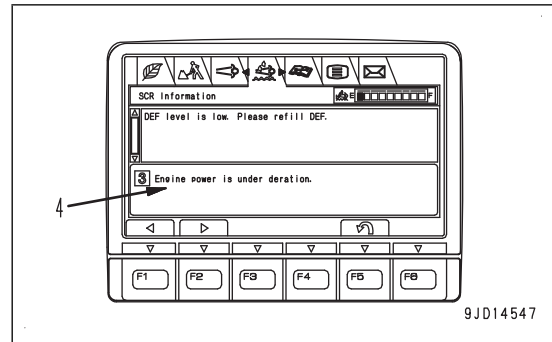 SCR Information
E F
DEF level is low. Please refill DEF.
3 Engine power is under deration.
4
F1 F2 F3 F4 F5 F6
9JD14547